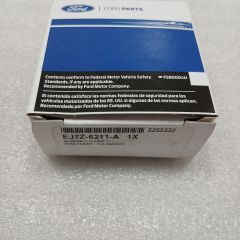 Ford
FORD PARTS
Contents conform to Federal Motor Vehicle Safety
Standards, if any are applicable.
Recommended by Ford Motor Company.
El contenido satisface las normas federales de seguridad para los
vehículos motorizados de los EE. UU. si algunas de las normas aplican.
Recomendado por Ford Motor Company.
5255332
EJ7Z-6211-A 1X